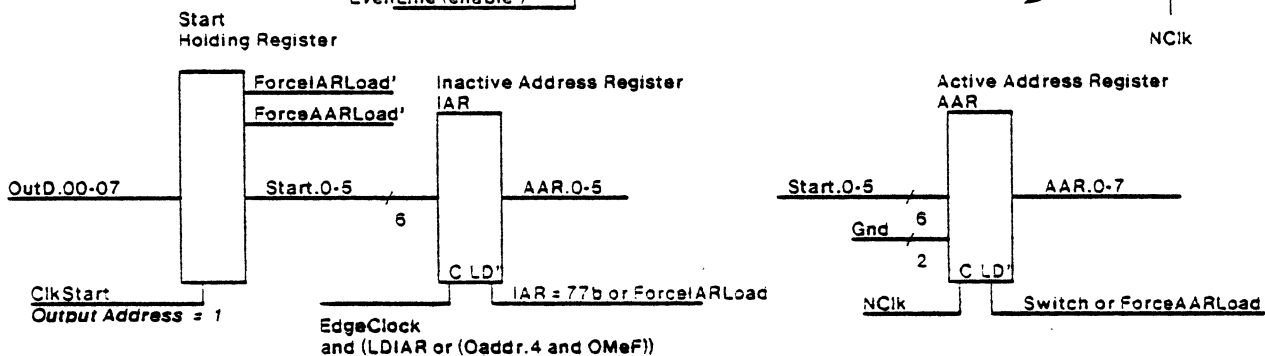 EvenLine (enable')
Start
Holding Register
NClk
ForceIARLoad'
ForceAARLoad'
Inactive Address Register
IAR
Active Address Register
AAR
OutD.00-07
Start.0-5
6
AAR.0-5
Start.0-5
6
Gnd
2
AAR.0-7
C LD'
C LD'
ClkStart
Output Address = 1
IAR = 77b or ForceIARLoad
NClk
Switch or ForceAARLoad
EdgeClock
and (LDIAR or (Oaddr.4 and OMeF))